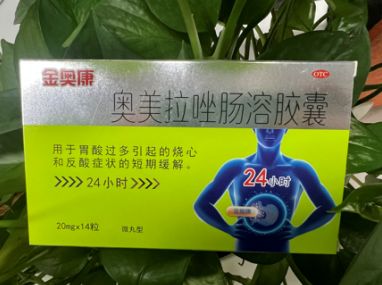 金奥康
OTC
奥美拉唑肠溶胶囊
用于胃酸过多引起的烧心
和反酸症状的短期缓解。
>>>>> 24小时 >>>>>
24小时
20mg×14粒
微丸型